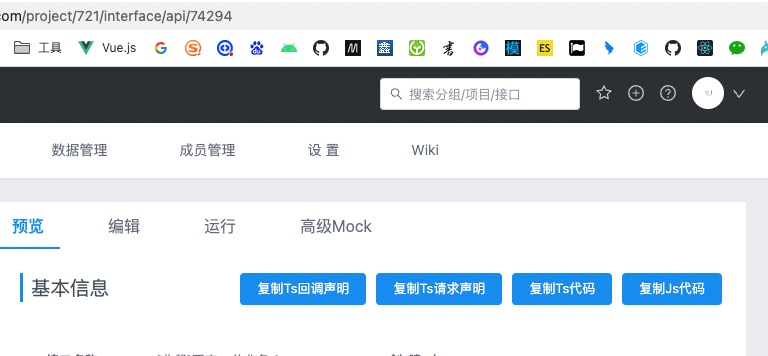 com/project/721/interface/api/74294
工具 Vue.js
搜索分组/项目/接口
数据管理 成员管理 设 置 Wiki
预览 编辑 运行 高级Mock
基本信息 复制Ts回调声明 复制Ts请求声明 复制Ts代码 复制Js代码